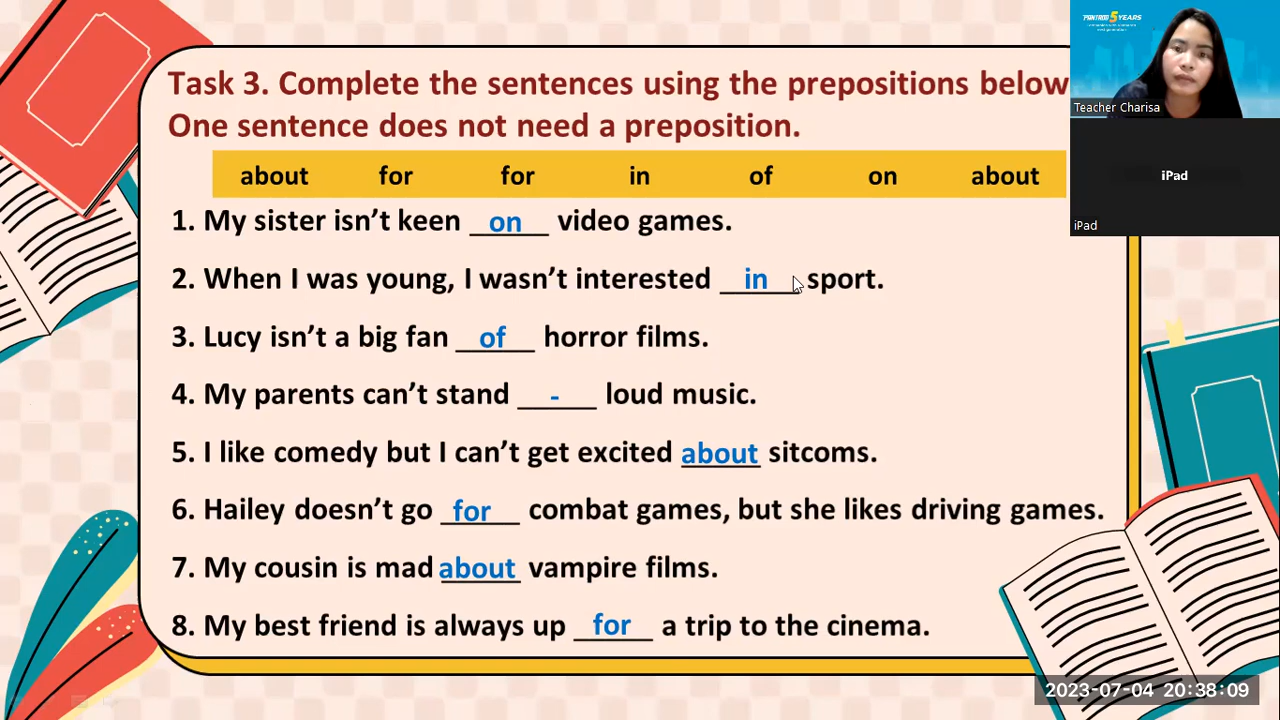 Task 3. Complete the sentences using the prepositions below
One sentence does not need a preposition.
about for for in of on about
1. My sister isn't keen on video games.
2. When I was young, I wasn't interested in sport.
3. Lucy isn't a big fan of horror films.
4. My parents can't stand - loud music.
5. I like comedy but I can't get excited about sitcoms.
6. Hailey doesn't go for combat games, but she likes driving games.
7. My cousin is mad about vampire films.
8. My best friend is always up for a trip to the cinema.
5 YEARS
Teacher Charisa
iPad
iPad
2023-07-04 20:38:09